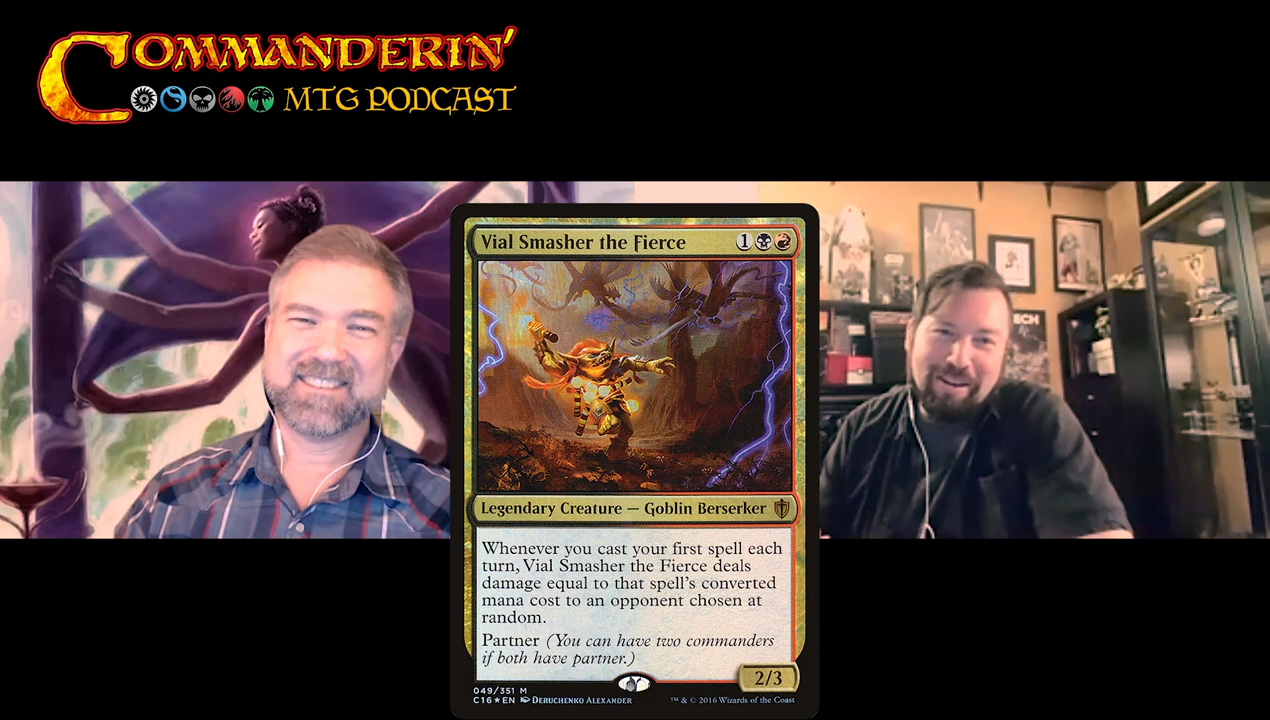 COMMANDERIN'
MTG PODCAST
Vial Smasher the Fierce
1
Legendary Creature — Goblin Berserker
Whenever you cast your first spell each
turn, Vial Smasher the Fierce deals
damage equal to that spell's converted
mana cost to an opponent chosen at
random.
Partner (You can have two commanders
if both have partner.)
2/3
049/351 M
C16★EN DERUCHENKO ALEXANDER
™ & © 2016 Wizards of the Coast